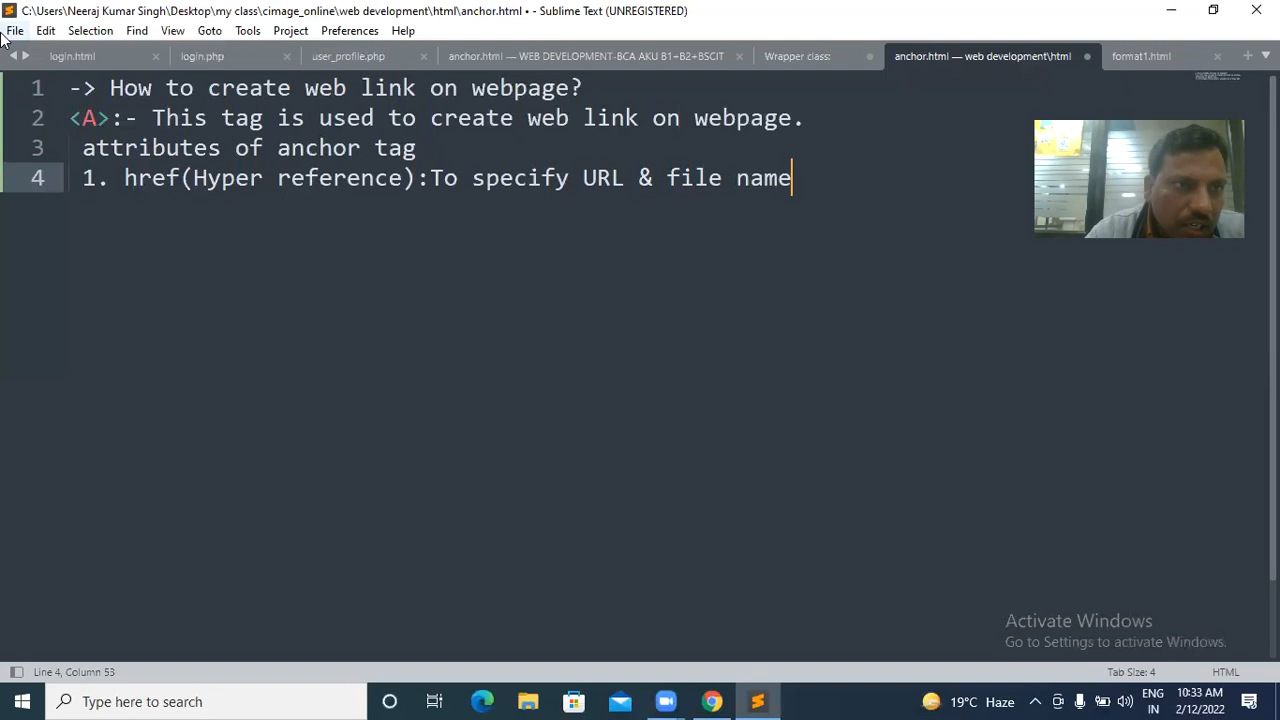 C:\Users\Neeraj Kumar Singh\Desktop\my class\cimage_online\web development\html\anchor.html • - Sublime Text (UNREGISTERED)
File Edit Selection Find View Goto Tools Project Preferences Help
login.html login.php user_profile.php anchor.html — WEB DEVELOPMENT-BCA AKU B1+B2+BSCIT Wrapper class: anchor.html — web development\html format1.html
1 -> How to create web link on webpage?
2 <A>:- This tag is used to create web link on webpage.
3 attributes of anchor tag
4 1. href(Hyper reference):To specify URL & file name
Activate Windows
Go to Settings to activate Windows.
Line 4, Column 53 Tab Size: 4 HTML
Type here to search 19°C Haze ENG 10:33 AM
IN 2/12/2022